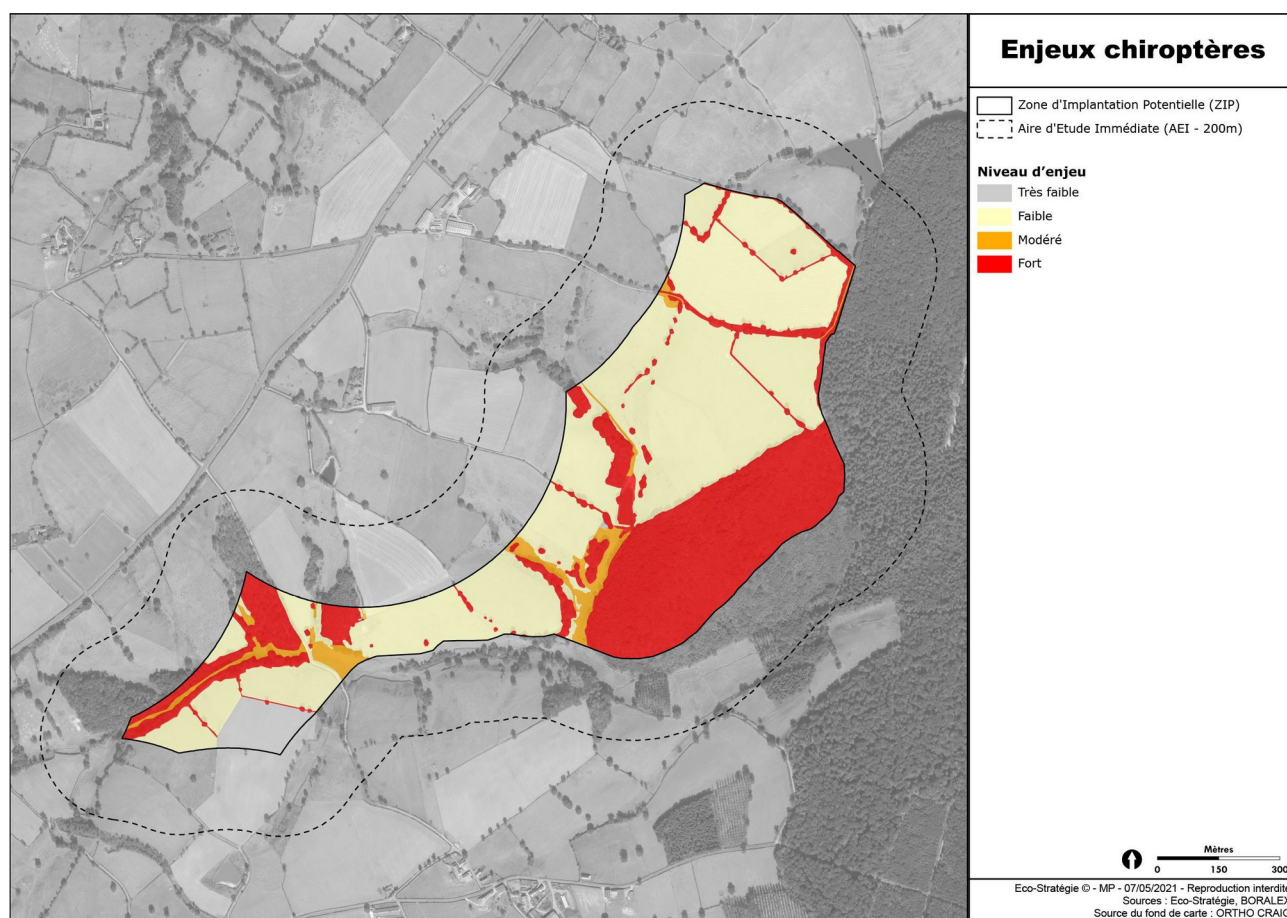 Enjeux chiroptères
Zone d'Implantation Potentielle (ZIP)
Aire d'Etude Immédiate (AEI - 200m)
Niveau d'enjeu
Très faible
Faible
Modéré
Fort
Mètres
0 150 300
Eco-Stratégie © - MP - 07/05/2021 - Reproduction interdite
Sources : Eco-Stratégie, BORALEX
Source du fond de carte : ORTHO